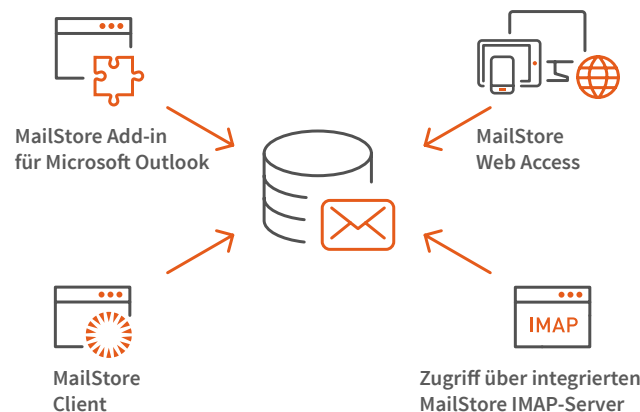 MailStore Add-in
für Microsoft Outlook
MailStore
Web Access
MailStore
Client
IMAP
Zugriff über integrierten
MailStore IMAP-Server